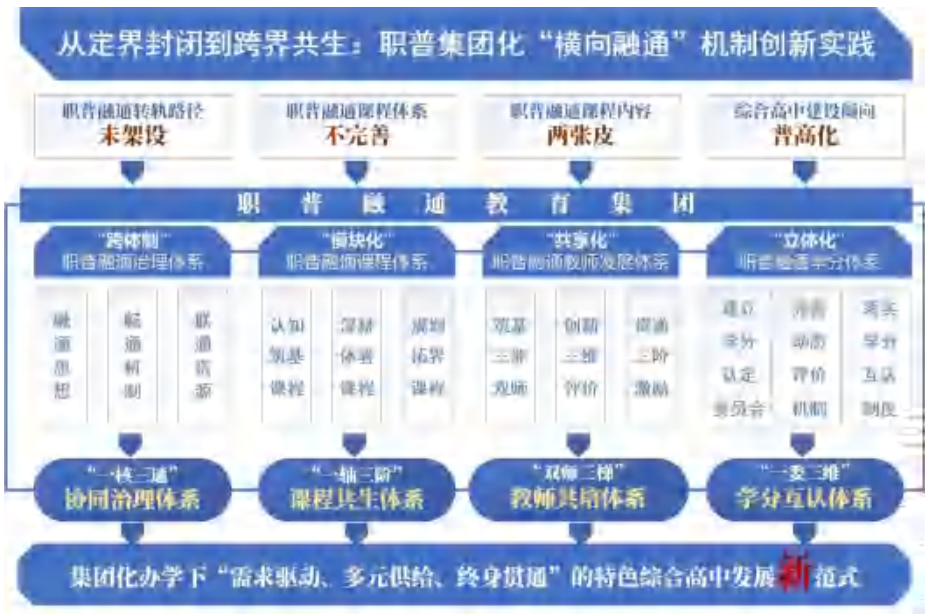 从定界封闭到跨界共生：职普集团化“横向融通”机制创新实践
职普融通转轨路径
未架设
职普融通课程体系
不完善
职普融通课程内容
两张皮
综合高中建设倾向
普高化
职普融通教育集团
“跨体制”
职普融通治理体系
“模块化”
职普融通课程体系
“共享化”
职普融通教师发展体系
“立体化”
职普融通学分体系
融通思想
畅通机制
联通资源
认知
筑基
课程
深层
体验
课程
拓界
课程
筑基
三维
双师
创新
三维
评价
贯通
三阶
激励
建立
学分
认定
委员会
动态
评价
机制
学分
互认
制度
“一核三通”
协同治理体系
“一轴三阶”
课程共生体系
“双师三梯”
教师共培体系
“一委三维”
学分互认体系
集团化办学下“需求驱动、多元供给、终身贯通”的特色综合高中发展新范式